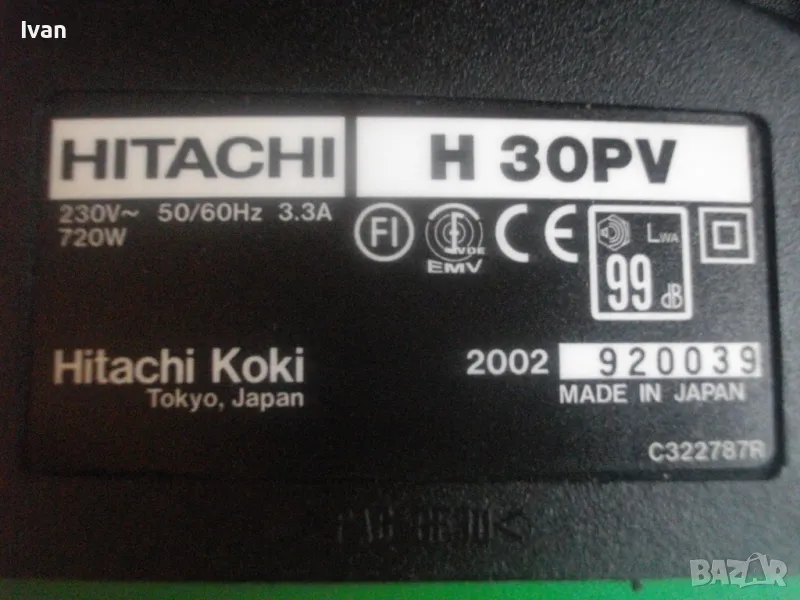 Ivan
HITACHI H 30PV
230V~ 50/60Hz 3.3A
720W
FI VDE EMV CE LWA 99 dB
Hitachi Koki
Tokyo, Japan
2002 920039
MADE IN JAPAN
C322787R
BAZAR